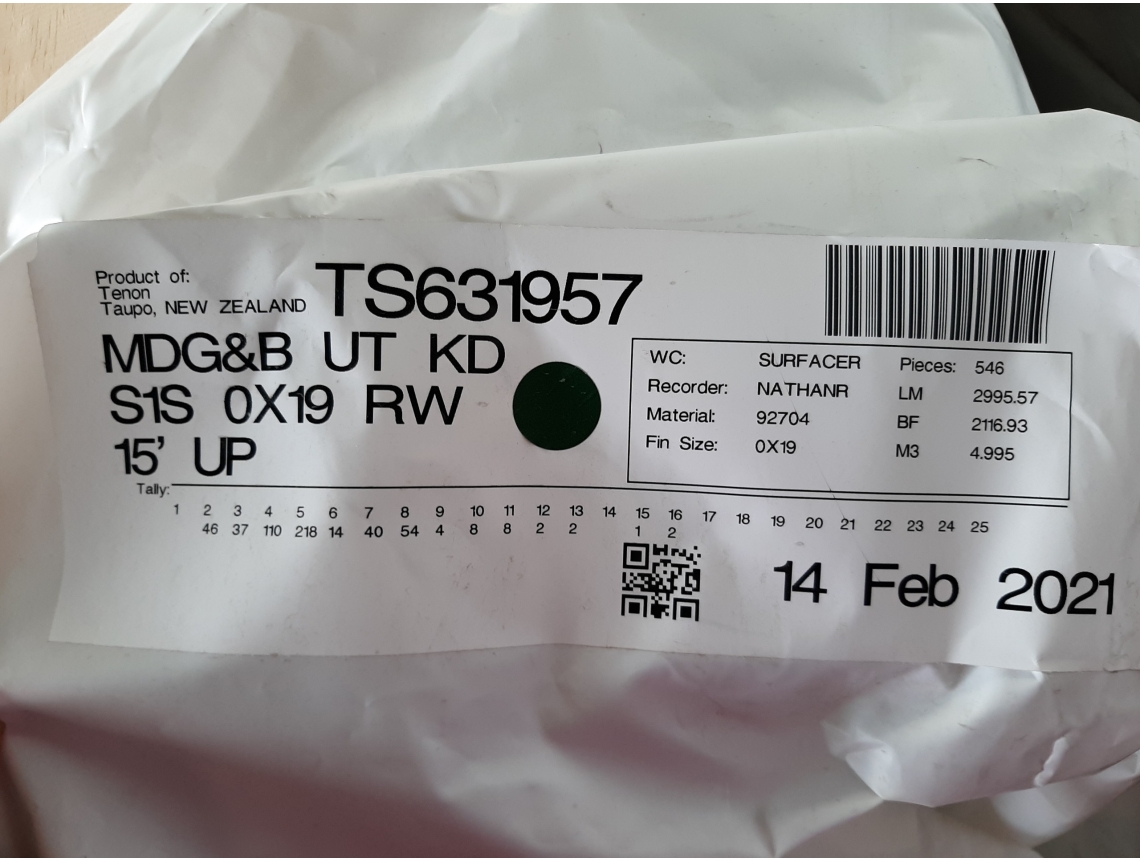 Product of:
Tenon
Taupo, NEW ZEALAND
TS631957
MDG&B UT KD
S1S 0X19 RW
15' UP
WC: SURFACER Pieces: 546
Recorder: NATHANR LM 2995.57
Material: 92704 BF 2116.93
Fin Size: 0X19 M3 4.995
Tally:
1 2 3 4 5 6 7 8 9 10 11 12 13 14 15 16 17 18 19 20 21 22 23 24 25
46 37 110 218 14 40 54 4 8 8 2 2 1 2
14 Feb 2021